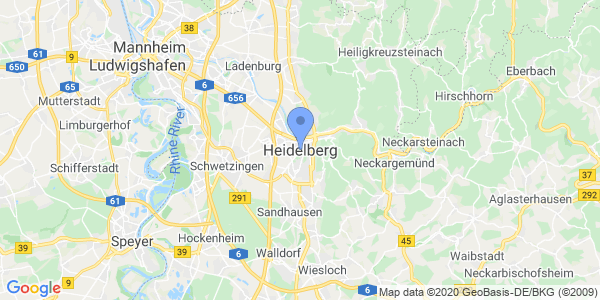 38
Mannheim
Ludwigshafen
61
9
650
65
6
656
Ladenburg
Heiligkreuzsteinach
Eberbach
Hirschhorn
Mutterstadt
Limburgerhof
Rhine River
Heidelberg
Neckarsteinach
Neckargemünd
Schifferstadt
Schwetzingen
37
292
61
291
Sandhausen
Aglasterhausen
Speyer
Hockenheim
39
39
9
Walldorf
6
6
Wiesloch
45
Waibstadt
39
Neckarbischofsheim
Google
Map data ©2020 GeoBasis-DE/BKG (©2009)